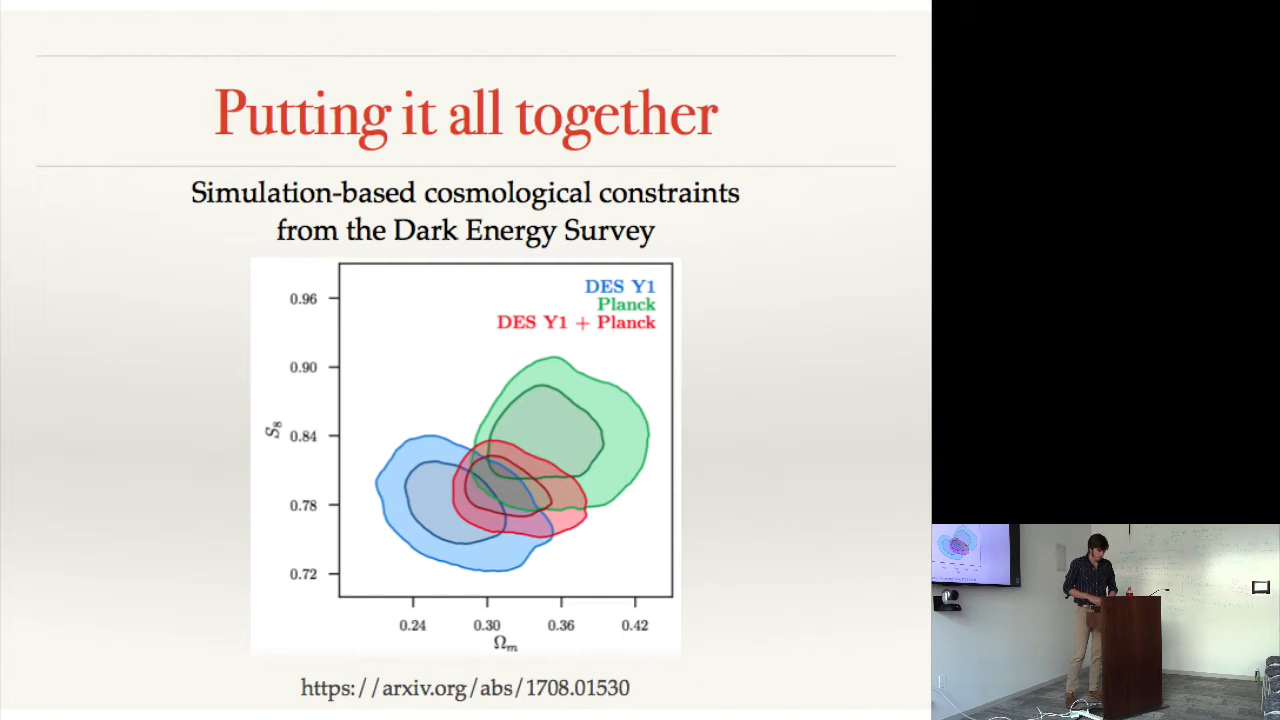 Putting it all together
Simulation-based cosmological constraints
from the Dark Energy Survey
DES Y1
Planck
DES Y1 + Planck
0.96
0.90
0.84
0.78
0.72
S₈
0.24 0.30 0.36 0.42
Ωₘ
https://arxiv.org/abs/1708.01530